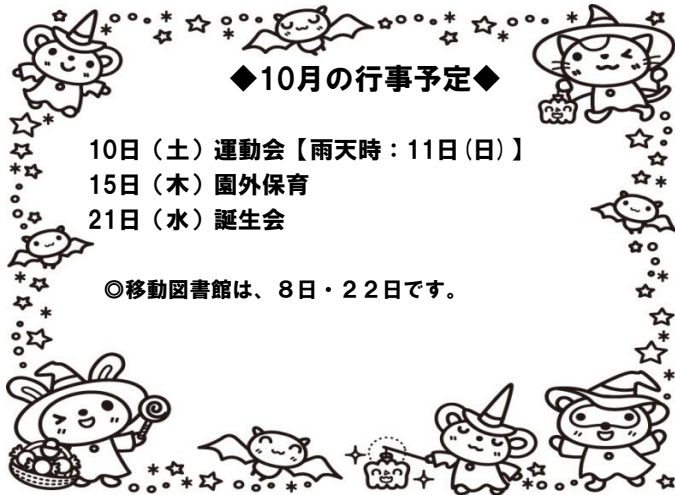 ◆10月の行事予定◆
10日（土）運動会【雨天時：11日(日)】
15日（木）園外保育
21日（水）誕生会
◎移動図書館は、８日・２２日です。